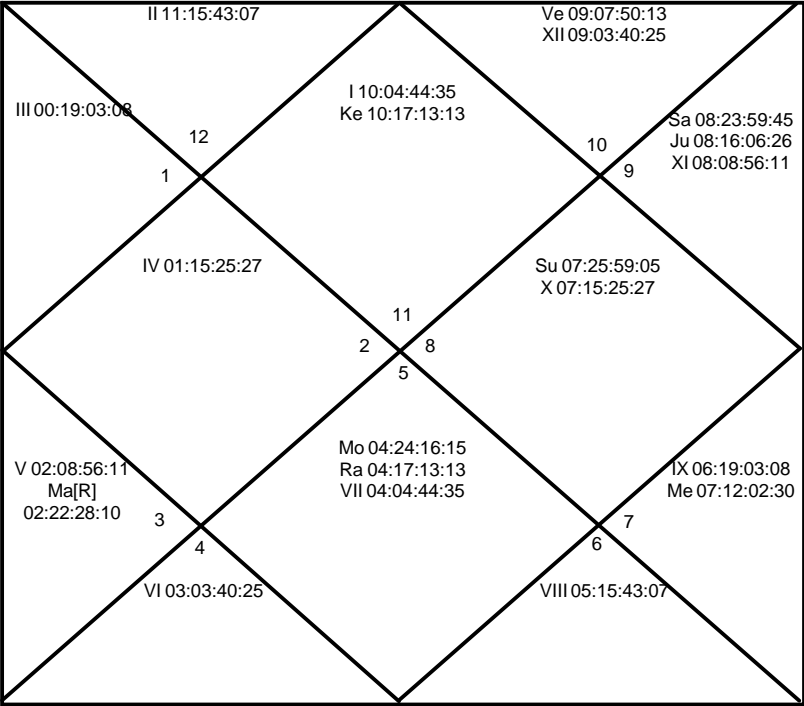 II 11:15:43:07
Ve 09:07:50:13
XII 09:03:40:25
I 10:04:44:35
Ke 10:17:13:13
III 00:19:03:08
Sa 08:23:59:45
Ju 08:16:06:26
XI 08:08:56:11
12
10
1
9
IV 01:15:25:27
Su 07:25:59:05
X 07:15:25:27
11
2
8
5
Mo 04:24:16:15
Ra 04:17:13:13
VII 04:04:44:35
V 02:08:56:11
Ma[R]
02:22:28:10
IX 06:19:03:08
Me 07:12:02:30
3
7
4
6
VI 03:03:40:25
VIII 05:15:43:07